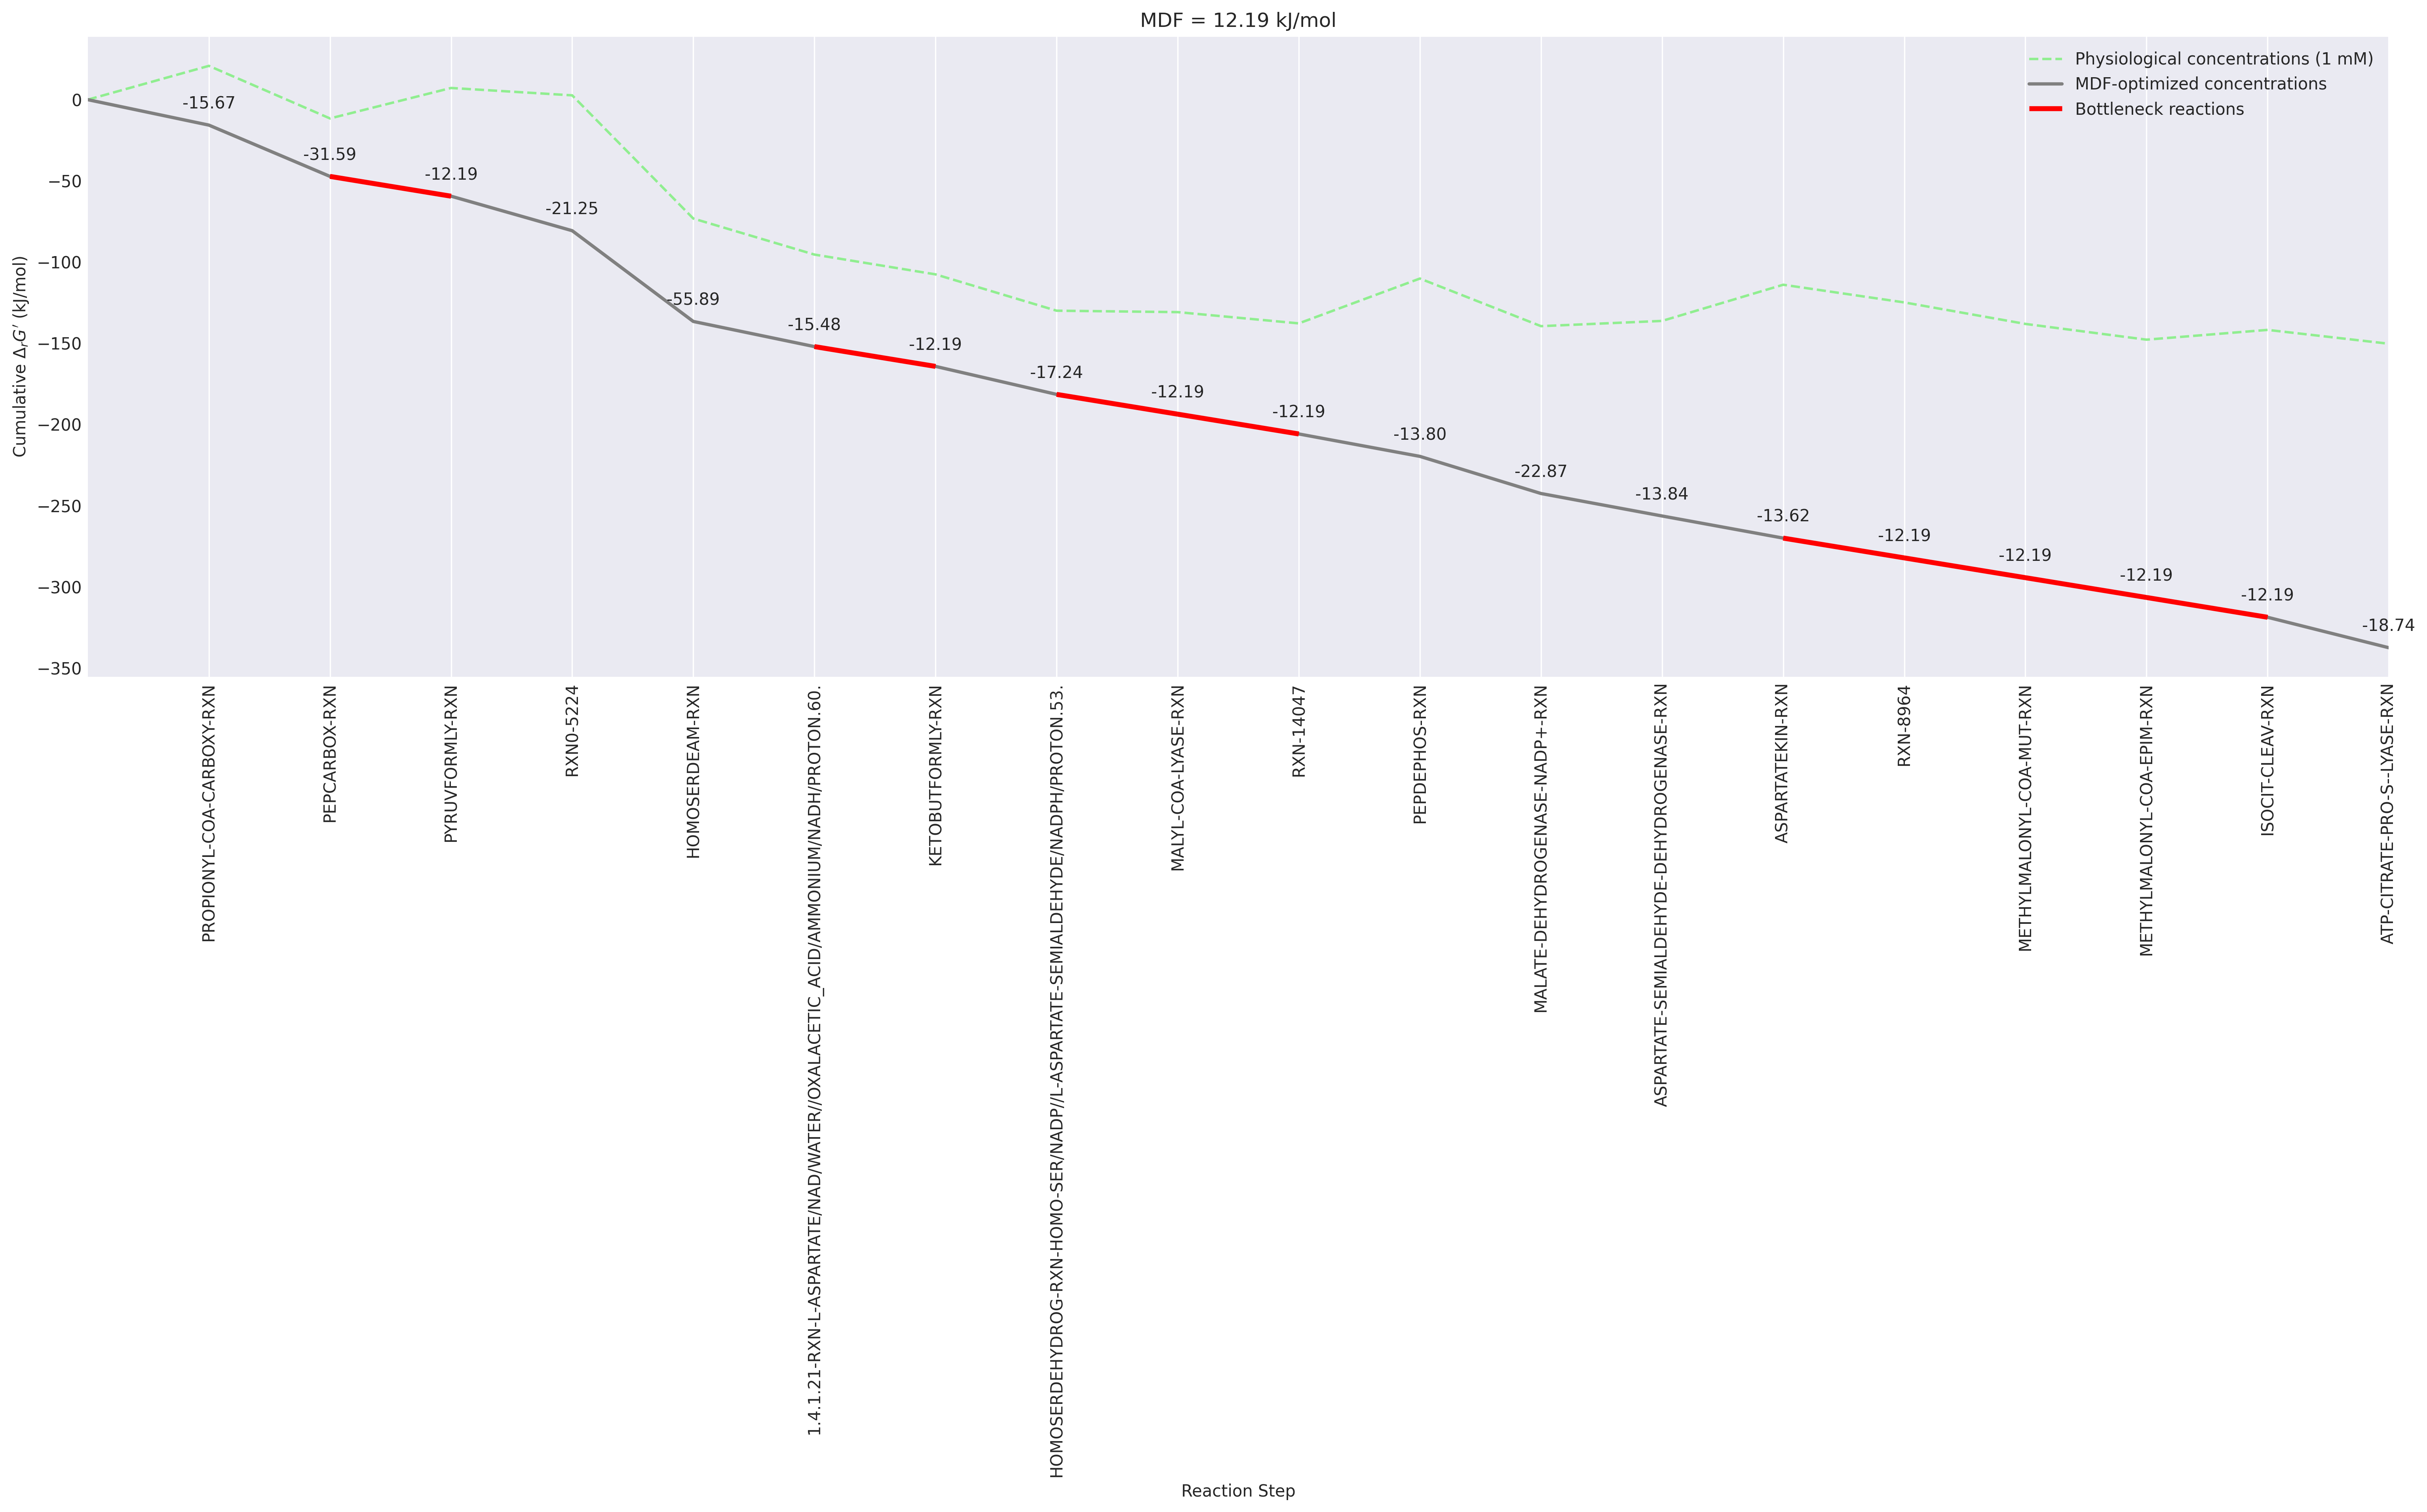 MDF = 12.19 kJ/mol
Physiological concentrations (1 mM)
MDF-optimized concentrations
Bottleneck reactions
Cumulative ΔrG′ (kJ/mol)
0
−50
−100
−150
−200
−250
−300
−350
-15.67
-31.59
-12.19
-21.25
-55.89
-15.48
-12.19
-17.24
-12.19
-12.19
-13.80
-22.87
-13.84
-13.62
-12.19
-12.19
-12.19
-12.19
-18.74
PROPIONYL-COA-CARBOXY-RXN
PEPCARBOX-RXN
PYRUVFORMLY-RXN
RXN0-5224
HOMOSERDEAM-RXN
1.4.1.21-RXN-L-ASPARTATE/NAD/WATER//OXALACETIC_ACID/AMMONIUM/NADH/PROTON.60.
KETOBUTFORMLY-RXN
HOMOSERDEHYDROG-RXN-HOMO-SER/NADP//L-ASPARTATE-SEMIALDEHYDE/NADPH/PROTON.53.
MALYL-COA-LYASE-RXN
RXN-14047
PEPDEPHOS-RXN
MALATE-DEHYDROGENASE-NADP+-RXN
ASPARTATE-SEMIALDEHYDE-DEHYDROGENASE-RXN
ASPARTATEKIN-RXN
RXN-8964
METHYLMALONYL-COA-MUT-RXN
METHYLMALONYL-COA-EPIM-RXN
ISOCIT-CLEAV-RXN
ATP-CITRATE-PRO-S--LYASE-RXN
Reaction Step